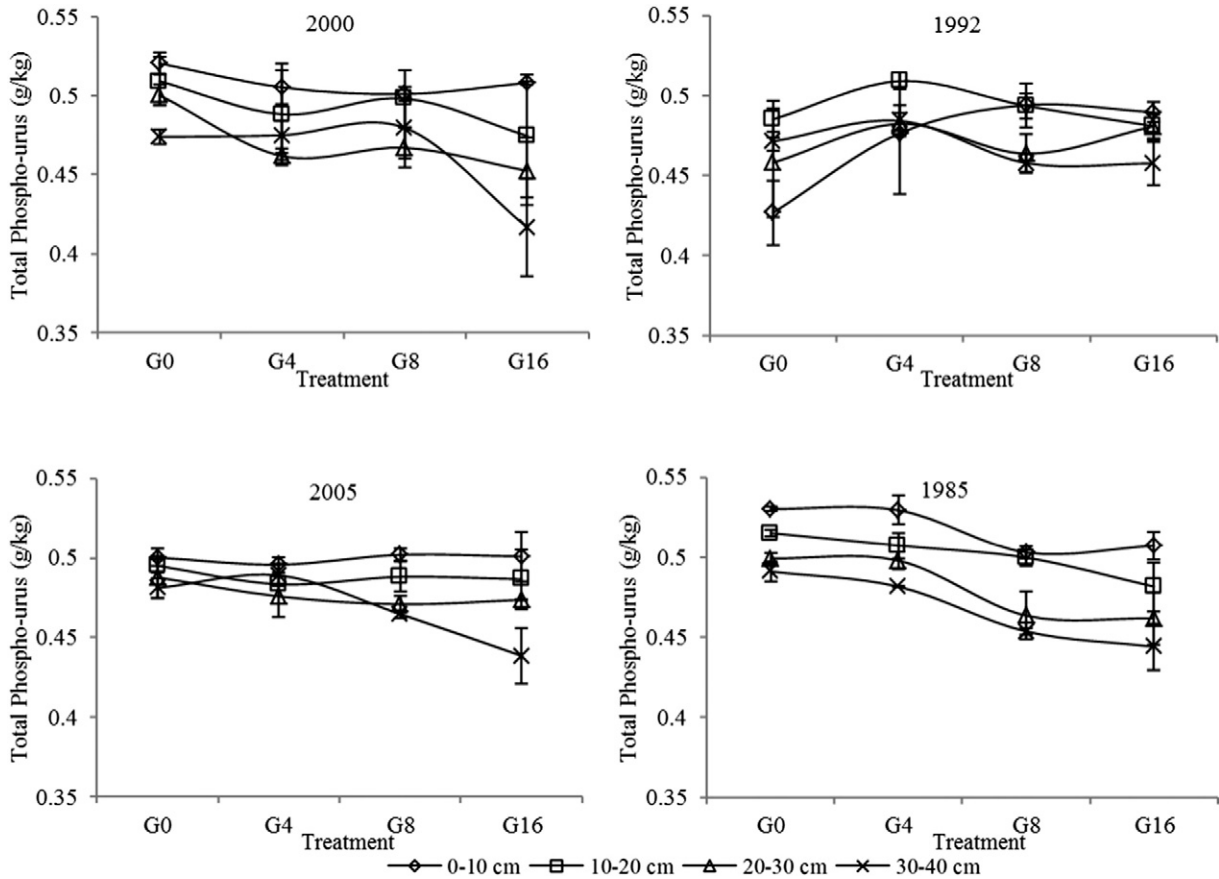 2000
0.55
0.5
0.45
0.4
0.35
Total Phospho-urus (g/kg)
G0 G4 G8 G16
Treatment
1992
0.55
0.5
0.45
0.4
0.35
Total Phospho-urus (g/kg)
G0 G4 G8 G16
Treatment
2005
0.55
0.5
0.45
0.4
0.35
Total Phospho-urus (g/kg)
G0 G4 G8 G16
Treatment
1985
0.55
0.5
0.45
0.4
0.35
Total Phospho-urus (g/kg)
G0 G4 G8 G16
Treatment
0-10 cm 10-20 cm 20-30 cm 30-40 cm